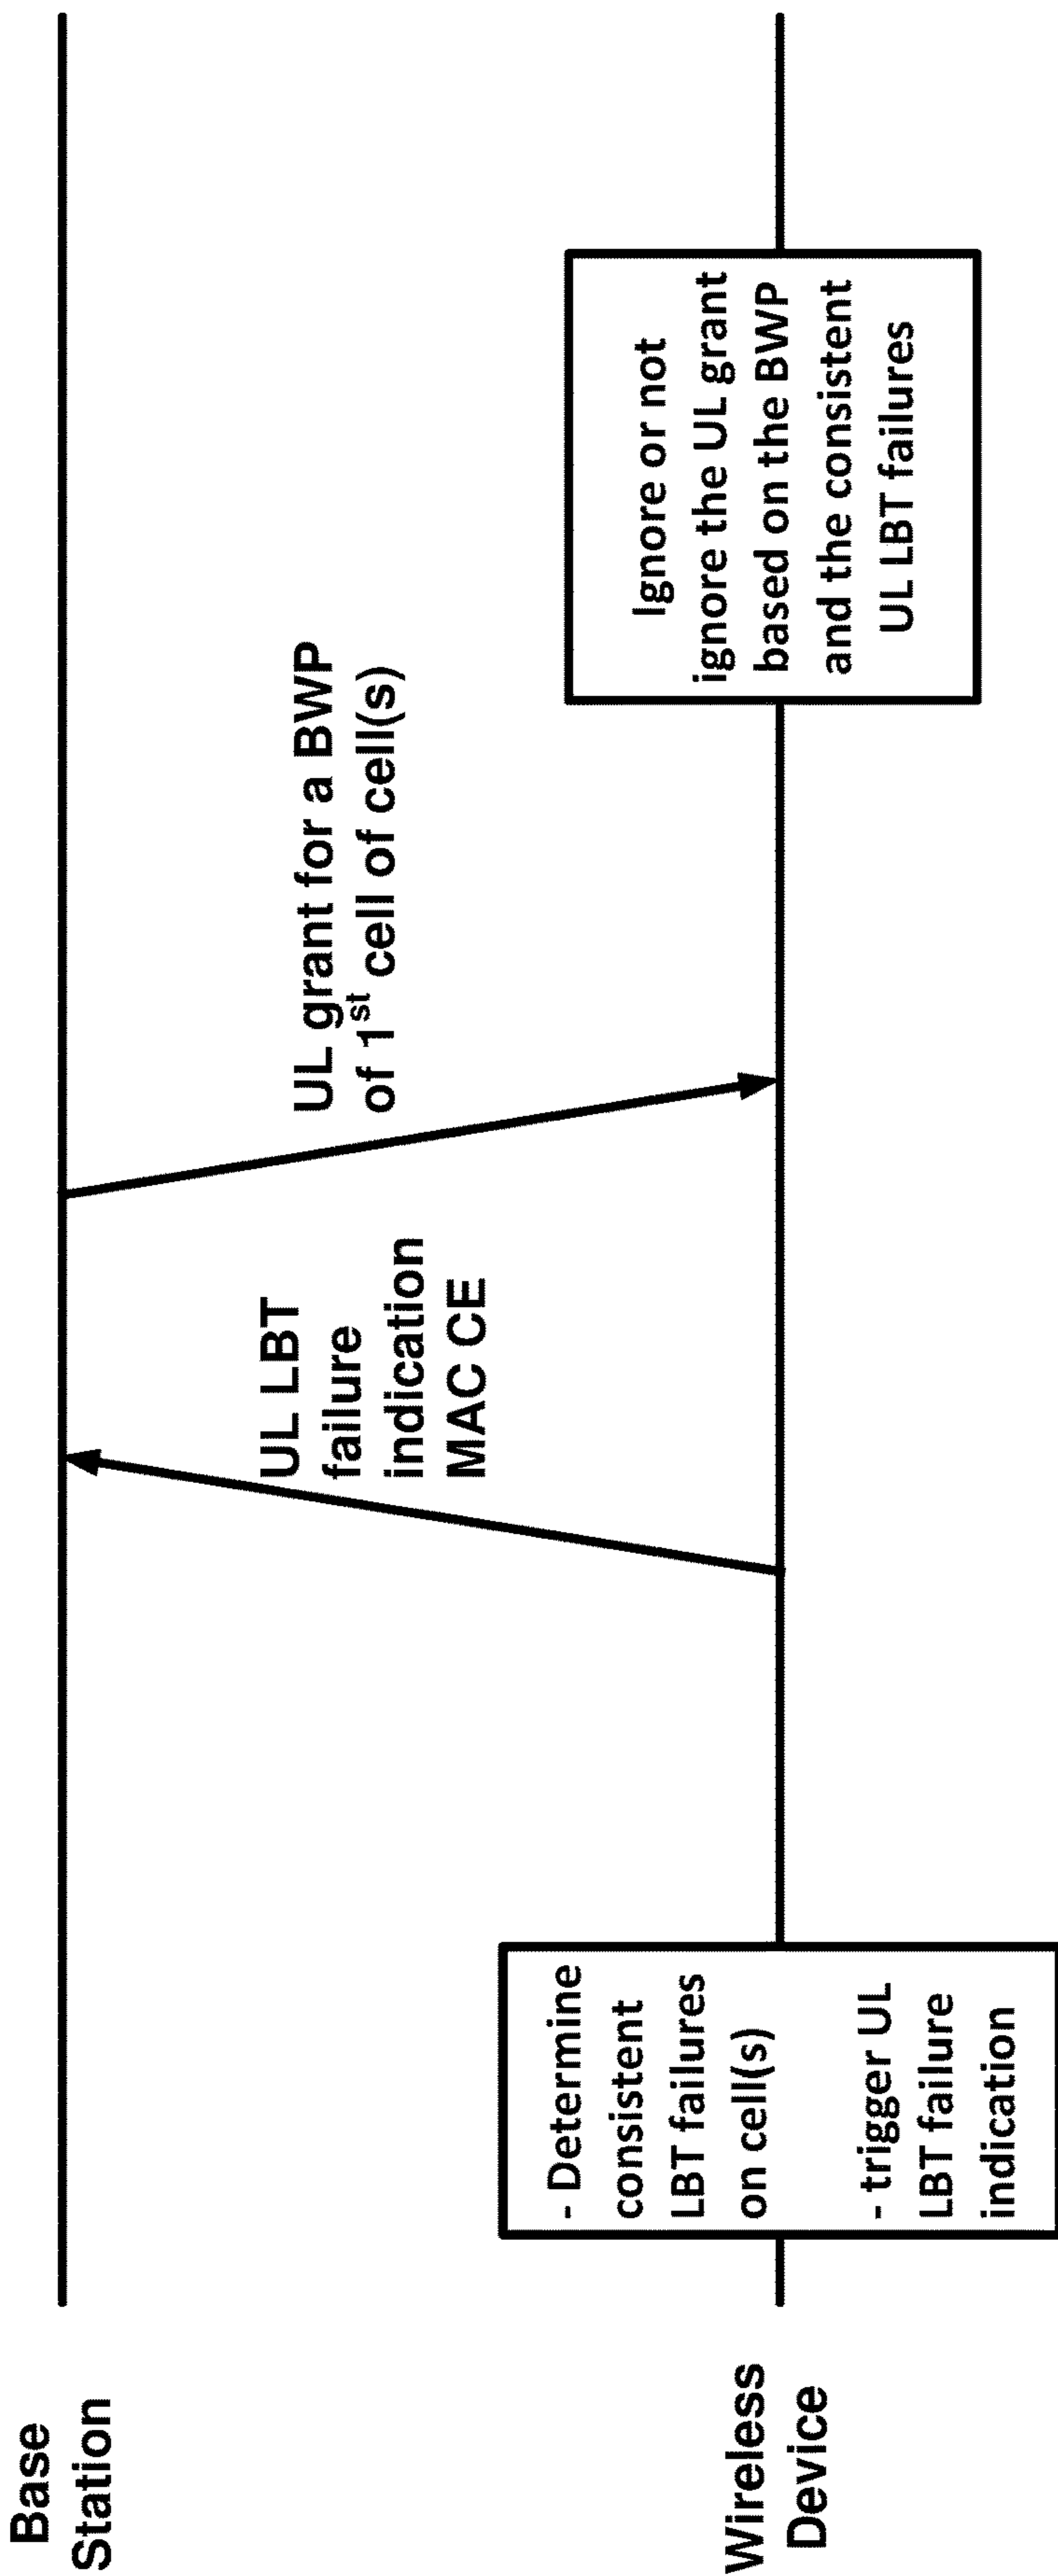 Base
Station
Wireless
Device
- Determine
consistent
LBT failures
on cell(s)
- trigger UL
LBT failure
indication
UL LBT
failure
indication
MAC CE
UL grant for a BWP
of 1st cell of cell(s)
Ignore or not
ignore the UL grant
based on the BWP
and the consistent
UL LBT failures